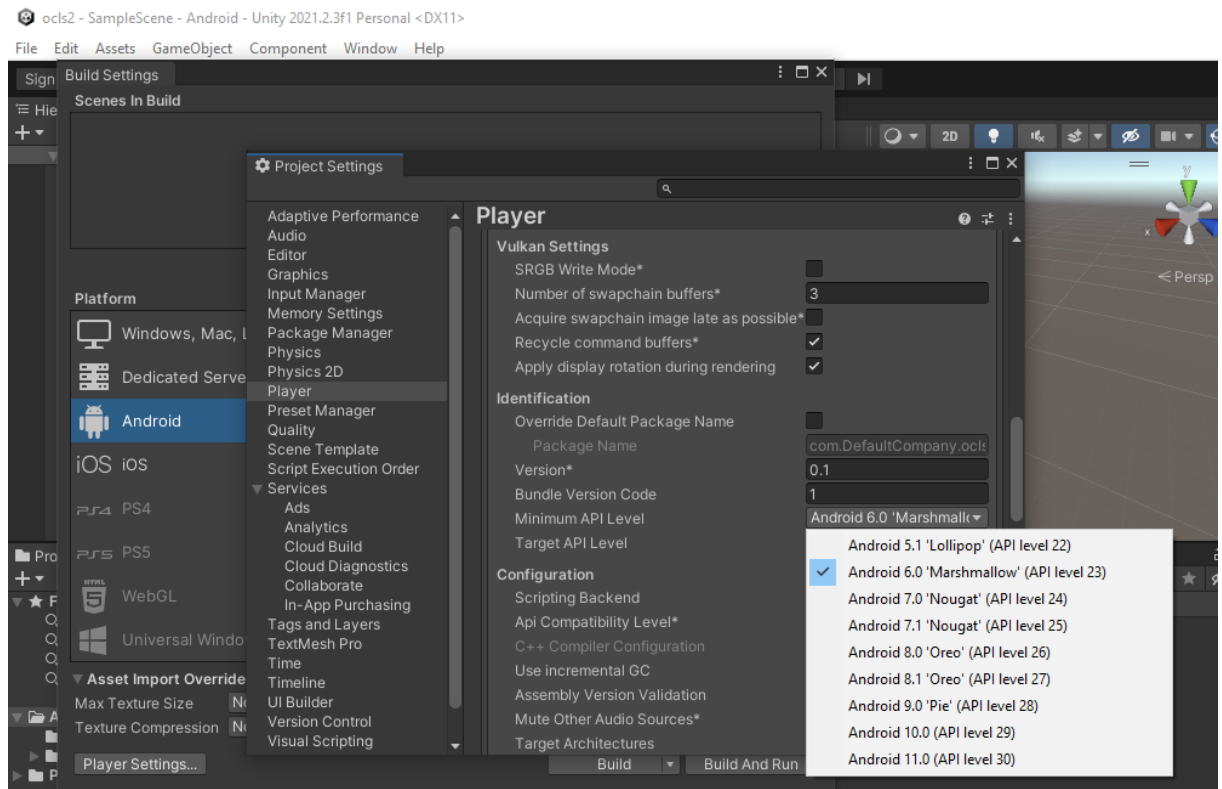 ocls2 - SampleScene - Android - Unity 2021.2.3f1 Personal <DX11>
File Edit Assets GameObject Component Window Help
Sign
Build Settings
Scenes In Build
Hie
2D
Project Settings
y
x
Persp
Platform
Windows, Mac, L
Dedicated Serve
Android
iOS iOS
PS4 PS4
PS5 PS5
HTML
5
WebGL
Universal Windo
Asset Import Override
Max Texture Size No
Texture Compression No
Player Settings...
Pro
F
A
P
Adaptive Performance
Audio
Editor
Graphics
Input Manager
Memory Settings
Package Manager
Physics
Physics 2D
Player
Preset Manager
Quality
Scene Template
Script Execution Order
Services
Ads
Analytics
Cloud Build
Cloud Diagnostics
Collaborate
In-App Purchasing
Tags and Layers
TextMesh Pro
Time
Timeline
UI Builder
Version Control
Visual Scripting
Player
Vulkan Settings
SRGB Write Mode*
Number of swapchain buffers* 3
Acquire swapchain image late as possible*
Recycle command buffers*
Apply display rotation during rendering
Identification
Override Default Package Name
Package Name com.DefaultCompany.ocls
Version* 0.1
Bundle Version Code 1
Minimum API Level Android 6.0 'Marshmallo
Target API Level
Configuration
Scripting Backend
Api Compatibility Level*
C++ Compiler Configuration
Use incremental GC
Assembly Version Validation
Mute Other Audio Sources*
Target Architectures
Android 5.1 'Lollipop' (API level 22)
Android 6.0 'Marshmallow' (API level 23)
Android 7.0 'Nougat' (API level 24)
Android 7.1 'Nougat' (API level 25)
Android 8.0 'Oreo' (API level 26)
Android 8.1 'Oreo' (API level 27)
Android 9.0 'Pie' (API level 28)
Android 10.0 (API level 29)
Android 11.0 (API level 30)
Build Build And Run